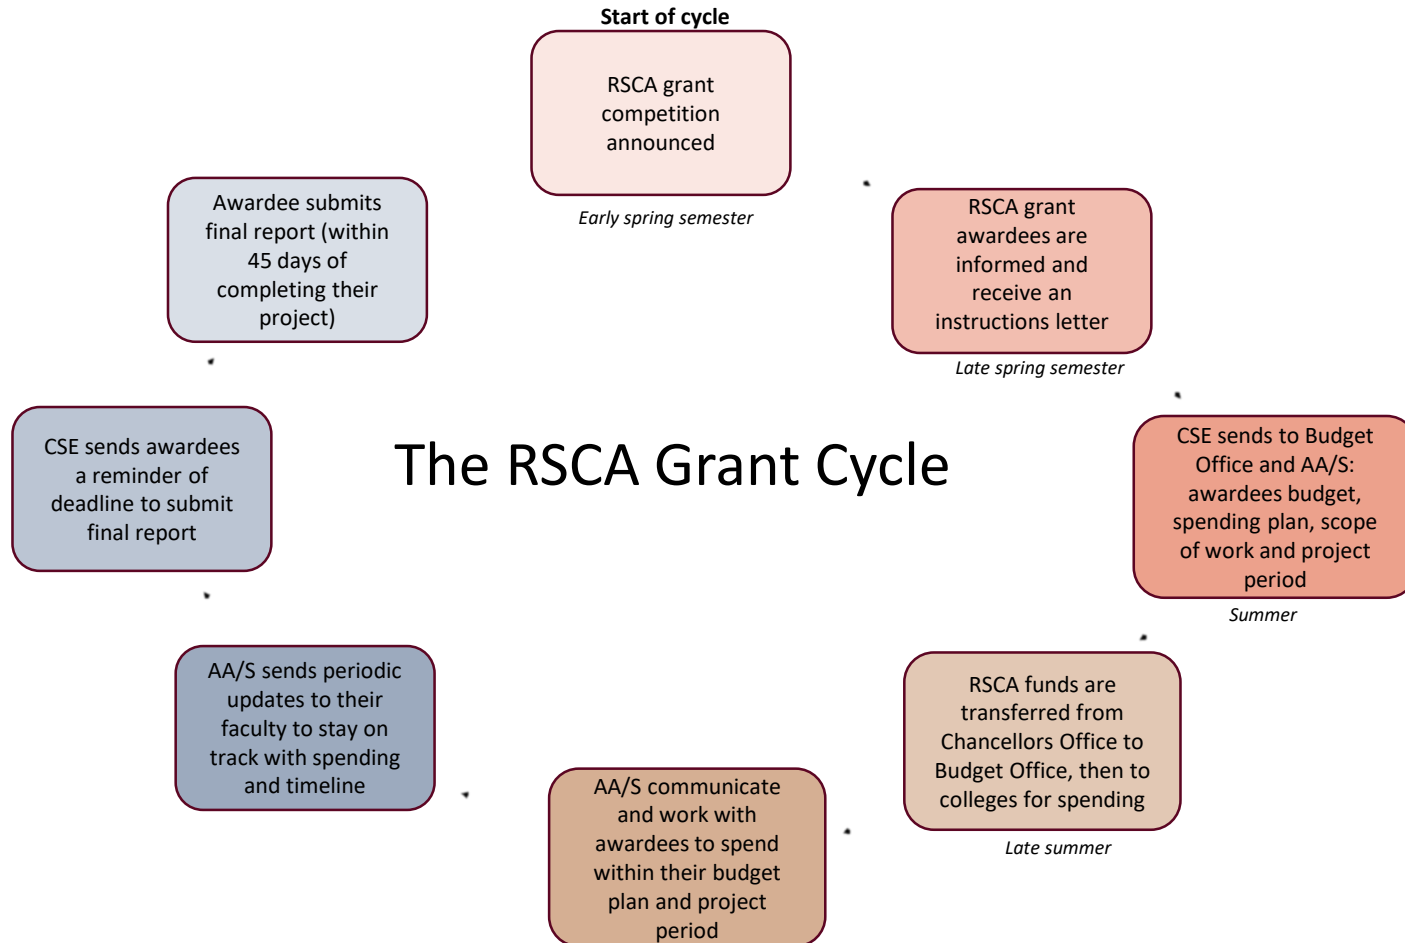 Start of cycle
RSCA grant
competition
announced
Early spring semester
RSCA grant
awardees are
informed and
receive an
instructions letter
Late spring semester
CSE sends to Budget
Office and AA/S:
awardees budget,
spending plan, scope
of work and project
period
Summer
RSCA funds are
transferred from
Chancellors Office to
Budget Office, then to
colleges for spending
Late summer
AA/S communicate
and work with
awardees to spend
within their budget
plan and project
period
AA/S sends periodic
updates to their
faculty to stay on
track with spending
and timeline
CSE sends awardees
a reminder of
deadline to submit
final report
Awardee submits
final report (within
45 days of
completing their
project)
The RSCA Grant Cycle